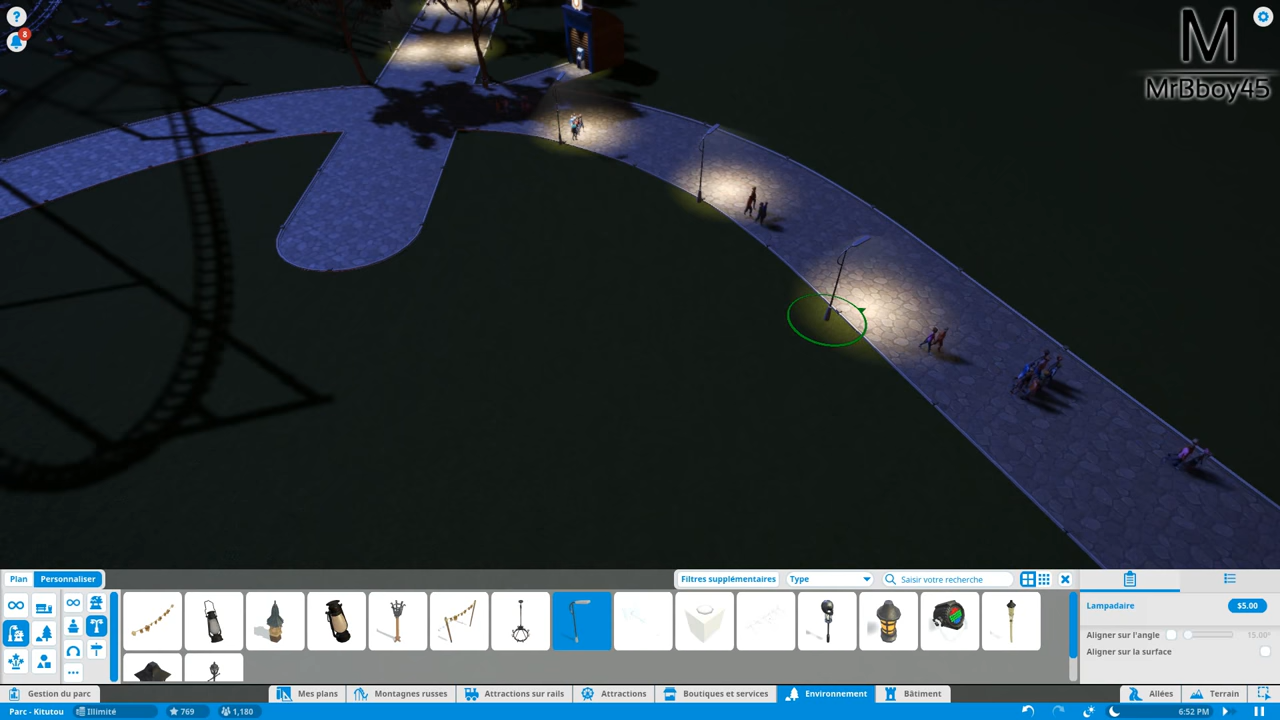 ?
8
M
MrBboy45
Plan
Personnaliser
Filtres supplémentaires
Type
Saisir votre recherche
Lampadaire
$5.00
Aligner sur l'angle
15.00°
Aligner sur la surface
Gestion du parc
Mes plans
Montagnes russes
Attractions sur rails
Attractions
Boutiques et services
Environnement
Bâtiment
Allées
Terrain
Parc - Kitutou
Illimité
769
1,180
6:52 PM